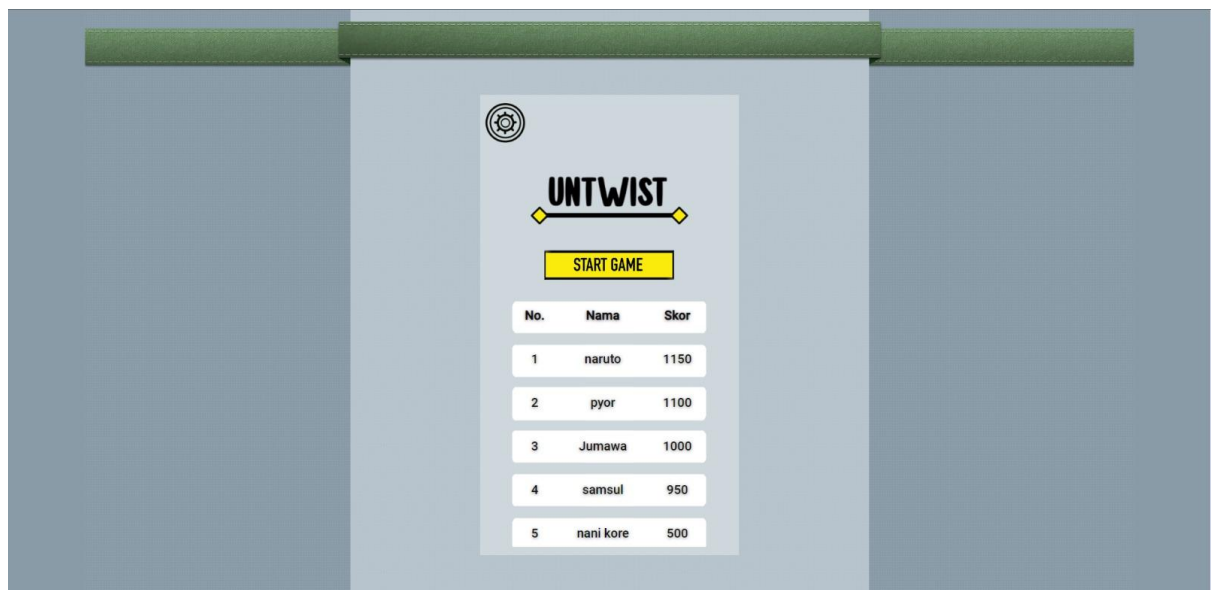 UNTWIST
START GAME
No. Nama Skor
1 naruto 1150
2 pyor 1100
3 Jumawa 1000
4 samsul 950
5 nani kore 500